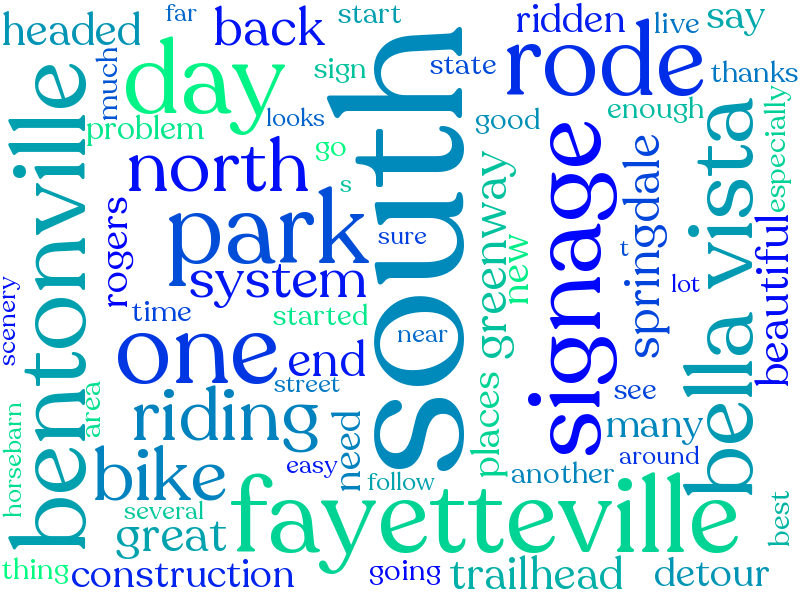 headed
far
back
start
ridden
live
say
much
day
sign
state
rode
thanks
problem
looks
good
enough
especially
bentonville
north
go
s
south
park
sure
greenway
signage
springdale
t
bella vista
rogers
system
new
lot
beautiful
scenery
time
started
near
one
end
street
places
see
riding
many
horsebarn
area
need
bike
easy
follow
another
around
several
great
fayetteville
best
thing
construction
going
trailhead
detour